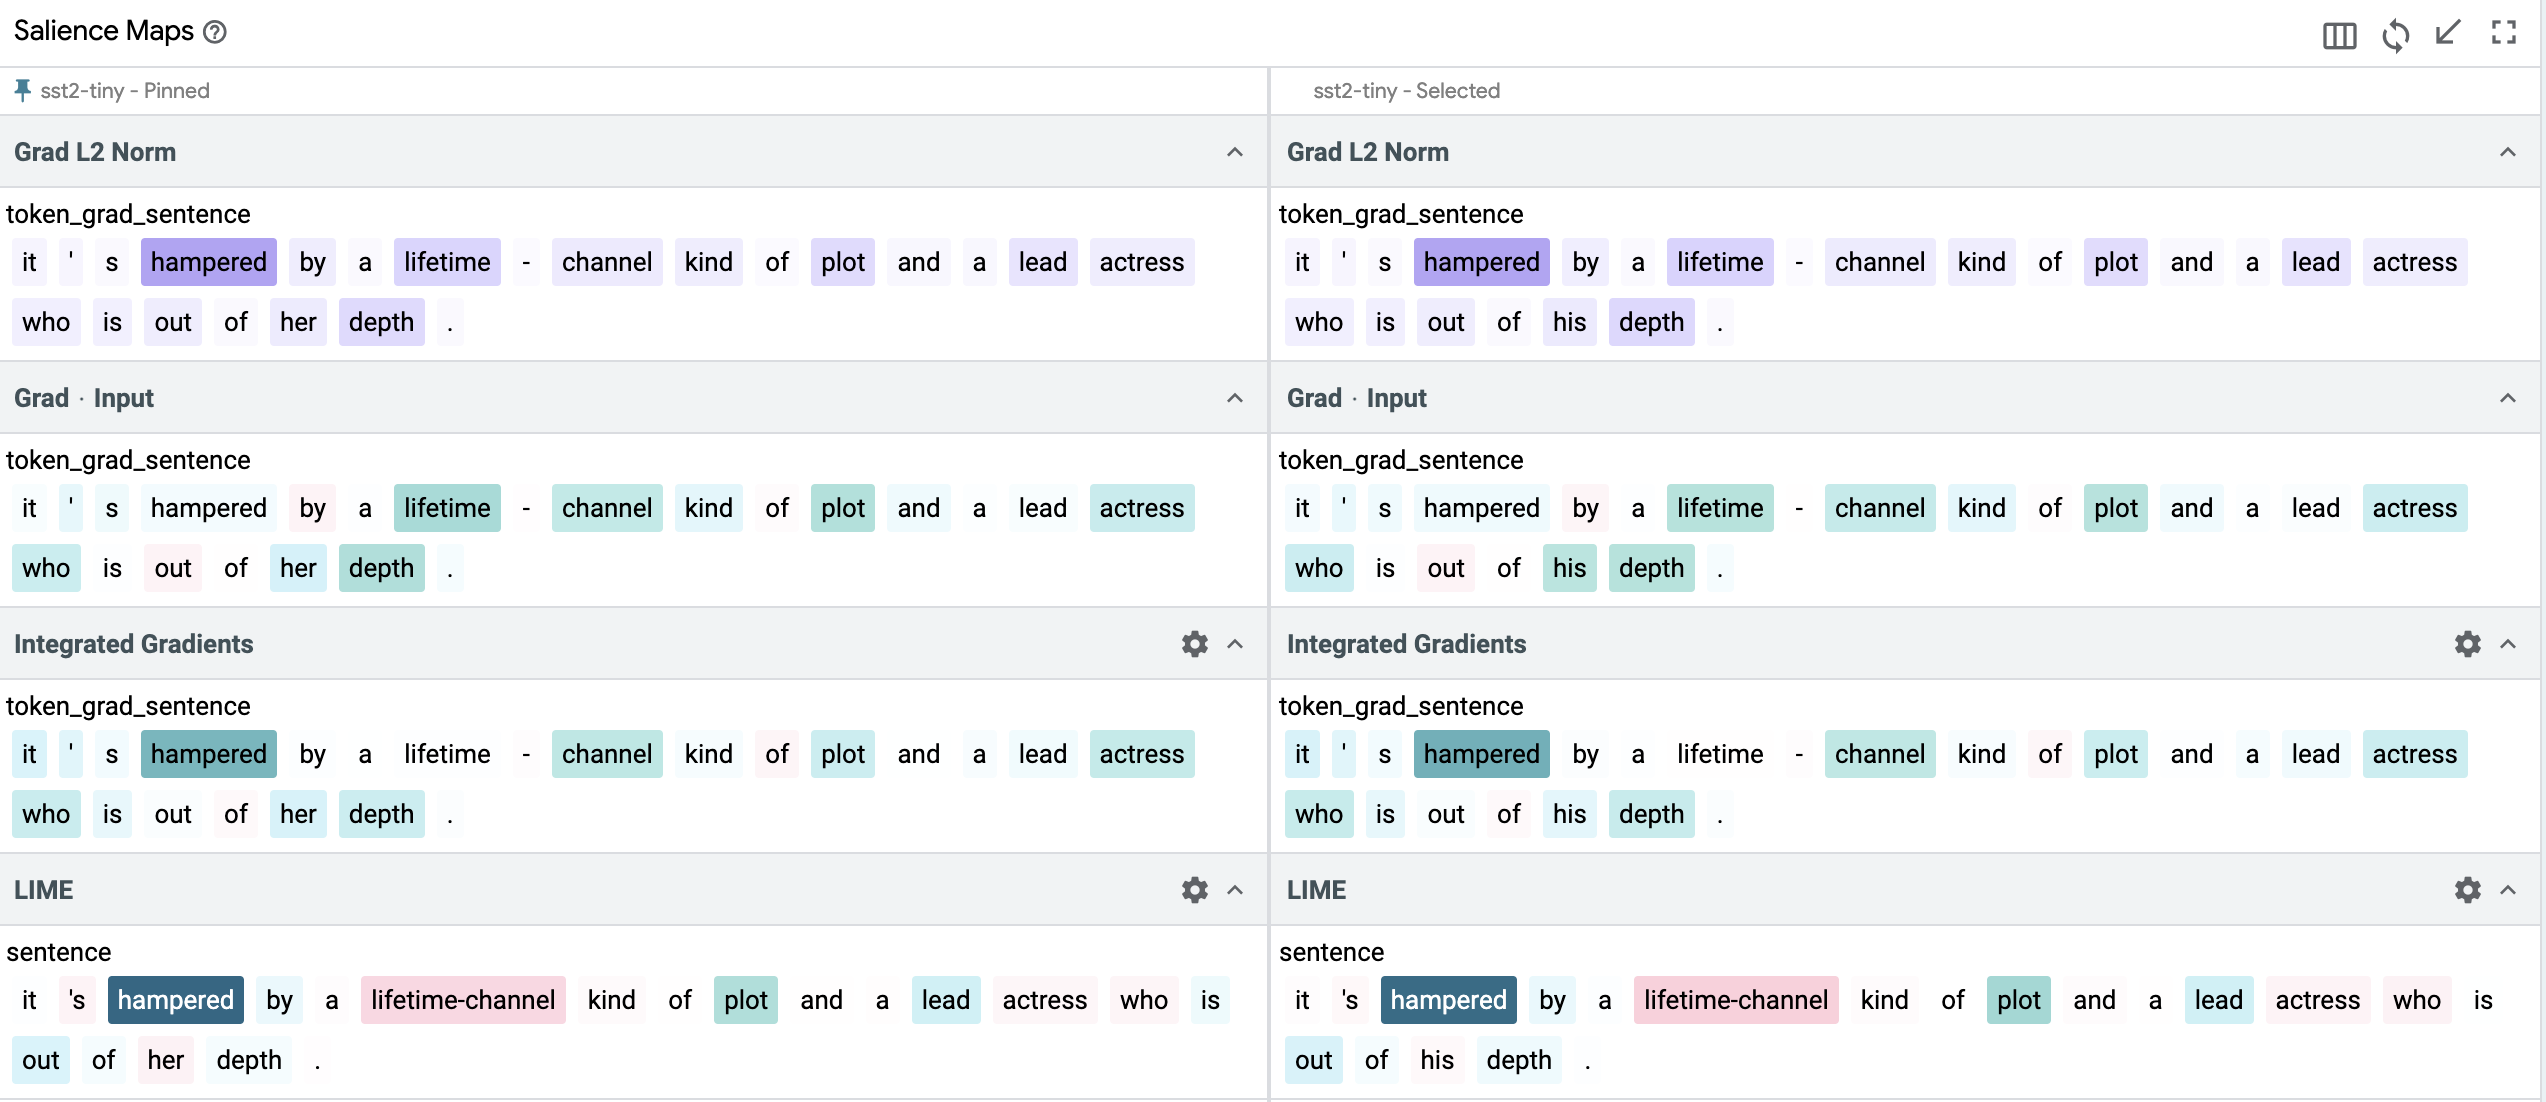 Salience Maps
sst2-tiny - Pinned
Grad L2 Norm
token_grad_sentence
it ' s hampered by a lifetime - channel kind of plot and a lead actress
who is out of her depth .
Grad · Input
token_grad_sentence
it ' s hampered by a lifetime - channel kind of plot and a lead actress
who is out of her depth .
Integrated Gradients
token_grad_sentence
it ' s hampered by a lifetime - channel kind of plot and a lead actress
who is out of her depth .
LIME
sentence
it 's hampered by a lifetime-channel kind of plot and a lead actress who is
out of her depth .
sst2-tiny - Selected
Grad L2 Norm
token_grad_sentence
it ' s hampered by a lifetime - channel kind of plot and a lead actress
who is out of his depth .
Grad · Input
token_grad_sentence
it ' s hampered by a lifetime - channel kind of plot and a lead actress
who is out of his depth .
Integrated Gradients
token_grad_sentence
it ' s hampered by a lifetime - channel kind of plot and a lead actress
who is out of his depth .
LIME
sentence
it 's hampered by a lifetime-channel kind of plot and a lead actress who is
out of his depth .